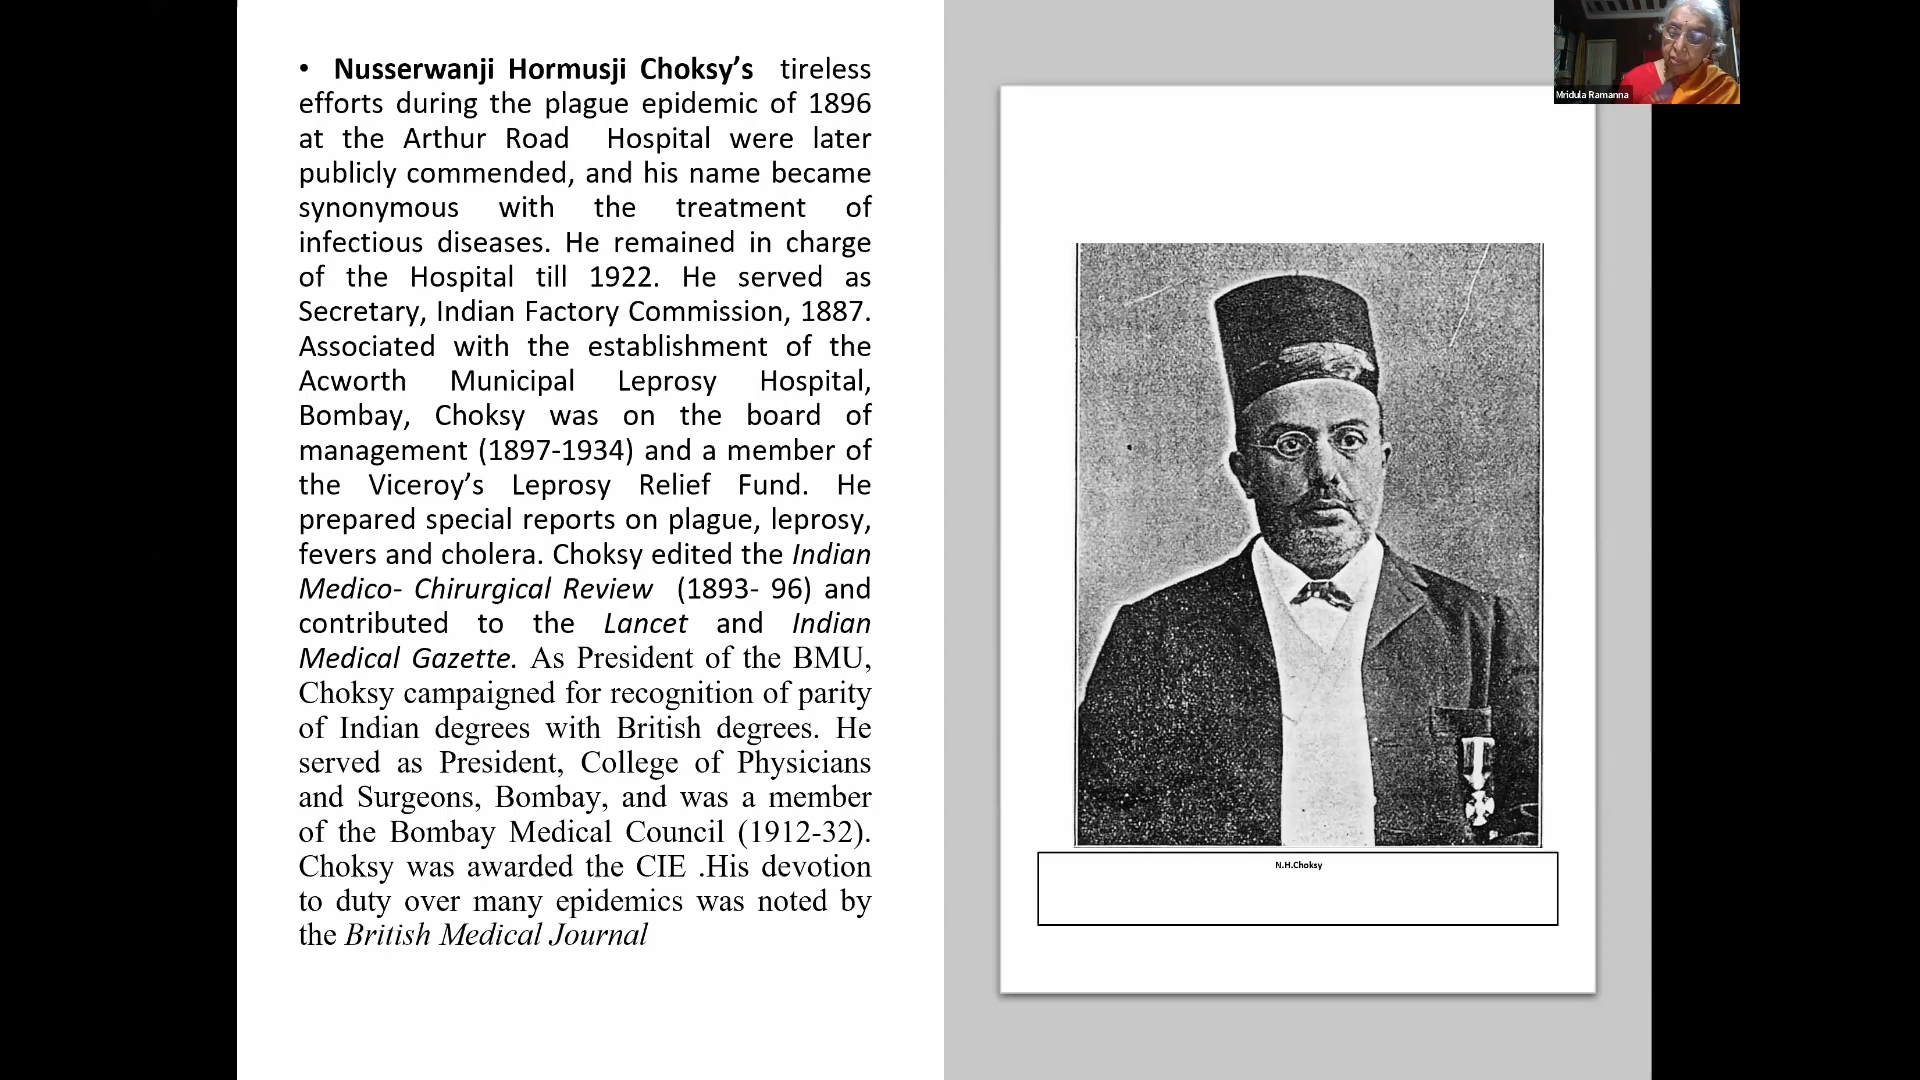 • Nusserwanji Hormusji Choksy’s tireless
efforts during the plague epidemic of 1896
at the Arthur Road Hospital were later
publicly commended, and his name became
synonymous with the treatment of
infectious diseases. He remained in charge
of the Hospital till 1922. He served as
Secretary, Indian Factory Commission, 1887.
Associated with the establishment of the
Acworth Municipal Leprosy Hospital,
Bombay, Choksy was on the board of
management (1897-1934) and a member of
the Viceroy’s Leprosy Relief Fund. He
prepared special reports on plague, leprosy,
fevers and cholera. Choksy edited the Indian
Medico- Chirurgical Review (1893- 96) and
contributed to the Lancet and Indian
Medical Gazette. As President of the BMU,
Choksy campaigned for recognition of parity
of Indian degrees with British degrees. He
served as President, College of Physicians
and Surgeons, Bombay, and was a member
of the Bombay Medical Council (1912-32).
Choksy was awarded the CIE .His devotion
to duty over many epidemics was noted by
the British Medical Journal
N.H.Choksy
Mridula Ramanna